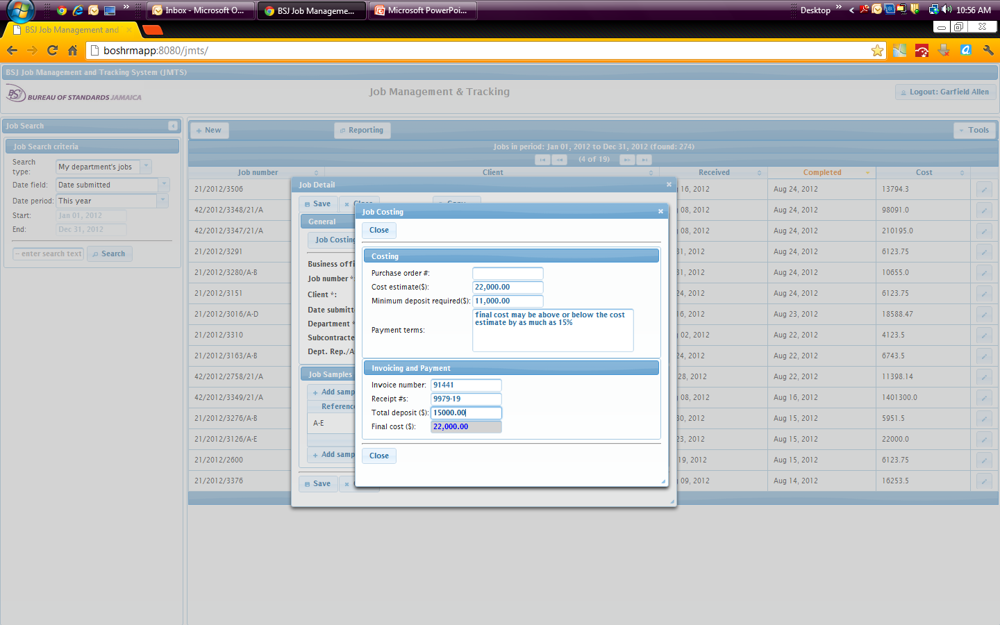 Inbox - Microsoft O...
BSJ Job Manageme...
Microsoft PowerPoi...
Desktop
10:56 AM
BSJ Job Management and
boshrmapp:8080/jmts/
BSJ Job Management and Tracking System (JMTS)
BSJ BUREAU OF STANDARDS JAMAICA
Job Management & Tracking
Logout: Garfield Allen
Job Search
New
Reporting
Tools
Job Search criteria
Jobs in period: Jan 01, 2012 to Dec 31, 2012 (found: 274)
Search type:
My department's jobs
(4 of 19)
Date field:
Date submitted
Date period:
This year
Start:
Jan 01, 2012
End:
Dec 31, 2012
-- enter search text
Search
Job number Client Received Completed Cost
21/2012/3506 16, 2012 Aug 24, 2012 13794.3
42/2012/3348/21/A 08, 2012 Aug 24, 2012 98091.0
42/2012/3347/21/A 08, 2012 Aug 24, 2012 210195.0
21/2012/3291 31, 2012 Aug 24, 2012 6123.75
21/2012/3280/A-B 10, 2012 Aug 24, 2012 10655.0
21/2012/3151 24, 2012 Aug 24, 2012 6123.75
21/2012/3016/A-D 16, 2012 Aug 23, 2012 18588.47
21/2012/3310 02, 2012 Aug 22, 2012 4123.5
21/2012/3163/A-B 24, 2012 Aug 22, 2012 6743.5
42/2012/2758/21/A 28, 2012 Aug 22, 2012 11398.14
42/2012/3349/21/A 08, 2012 Aug 16, 2012 1401300.0
21/2012/3276/A-B 30, 2012 Aug 15, 2012 5951.5
21/2012/3126/A-E 23, 2012 Aug 15, 2012 22000.0
21/2012/2600 19, 2012 Aug 15, 2012 6123.75
21/2012/3376 09, 2012 Aug 14, 2012 16253.5
Job Detail
Save
General
Job Costing
Business offi
Job number *:
Client *:
Date submitte
Department *
Subcontracte
Dept. Rep./A
Job Samples
Add samp
Reference
A-E
Add samp
Save
Job Costing
Close
Costing
Purchase order #:
Cost estimate($): 22,000.00
Minimum deposit required($): 11,000.00
Payment terms:
final cost may be above or below the cost
estimate by as much as 15%
Invoicing and Payment
Invoice number: 91441
Receipt #s: 9979-19
Total deposit ($): 15000.00
Final cost ($): 22,000.00
Close